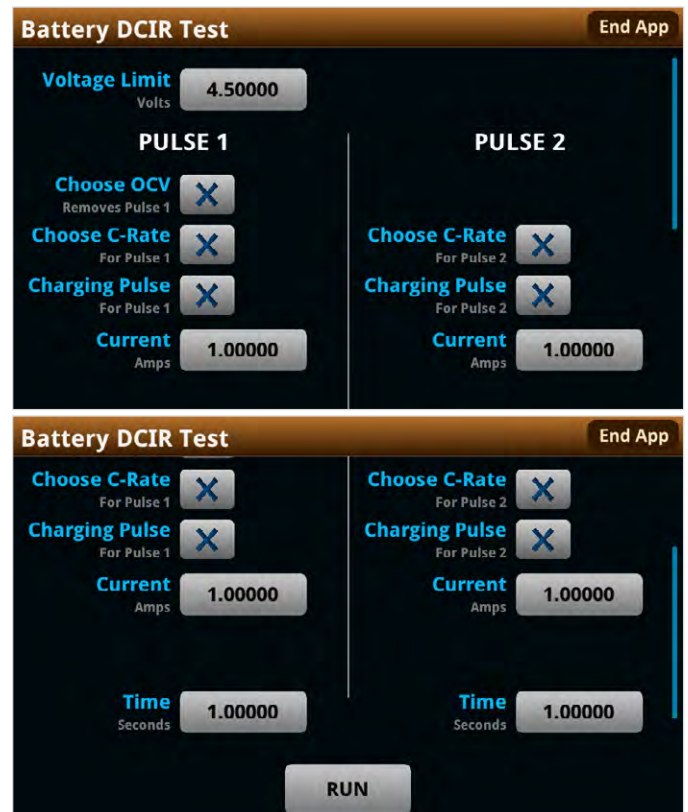 Battery DCIR Test End App
Voltage Limit 4.50000
Volts
PULSE 1 PULSE 2
Choose OCV
Removes Pulse 1
Choose C-Rate Choose C-Rate
For Pulse 1 For Pulse 2
Charging Pulse Charging Pulse
For Pulse 1 For Pulse 2
Current 1.00000 Current 1.00000
Amps Amps
Battery DCIR Test End App
Choose C-Rate Choose C-Rate
For Pulse 1 For Pulse 2
Charging Pulse Charging Pulse
For Pulse 1 For Pulse 2
Current 1.00000 Current 1.00000
Amps Amps
Time 1.00000 Time 1.00000
Seconds Seconds
RUN